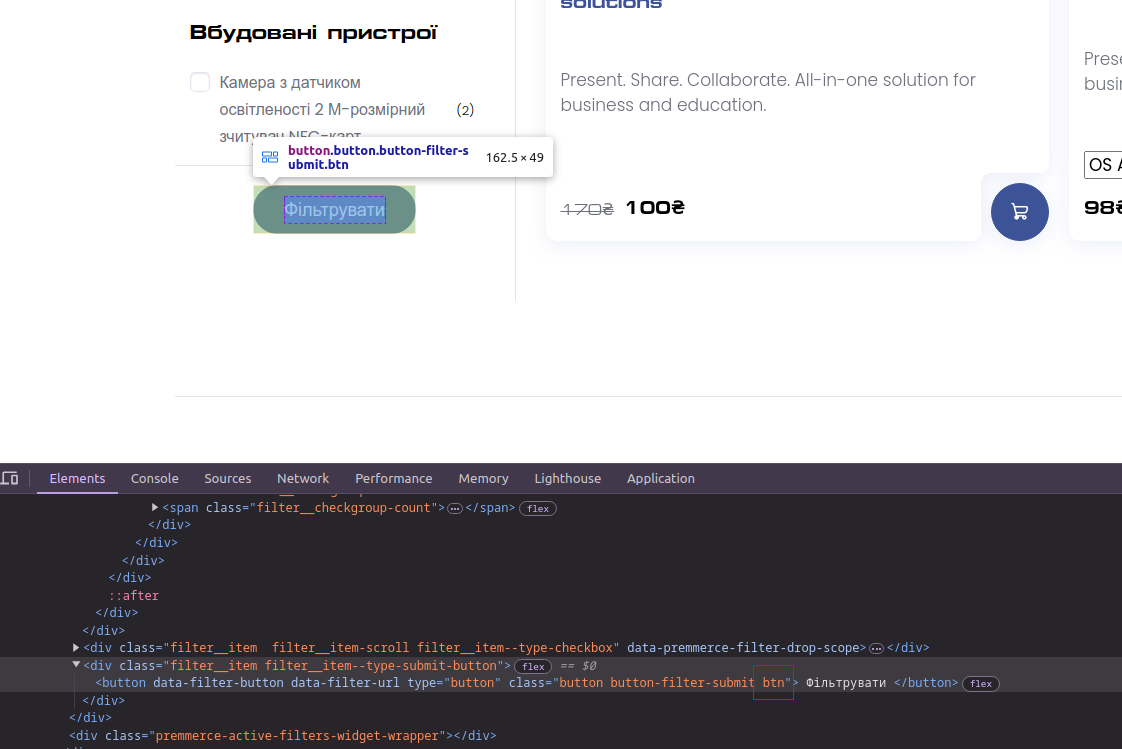 solutions
Вбудовані пристрої
Камера з датчиком
освітленості 2 М-розмірний (2)
зчитувач NFC-карт
button.button.button-filter-s
ubmit.btn
162.5 × 49
Фільтрувати
Present. Share. Collaborate. All-in-one solution for
business and education.
170₴ 100₴
Prese
busin
OS A
98₴
Elements Console Sources Network Performance Memory Lighthouse Application
<span class="filter__checkgroup-count">…</span> flex
</div>
</div>
</div>
</div>
::after
</div>
</div>
<div class="filter__item  filter__item-scroll filter__item--type-checkbox" data-premmerce-filter-drop-scope>…</div>
<div class="filter__item filter__item--type-submit-button"> flex == $0
<button data-filter-button data-filter-url type="button" class="button button-filter-submit btn"> Фільтрувати </button> flex
</div>
</div>
<div class="premmerce-active-filters-widget-wrapper"></div>